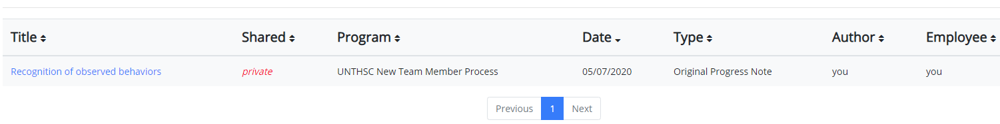 Title Shared Program Date Type Author Employee
Recognition of observed behaviors private UNTHSC New Team Member Process 05/07/2020 Original Progress Note you you
Previous 1 Next